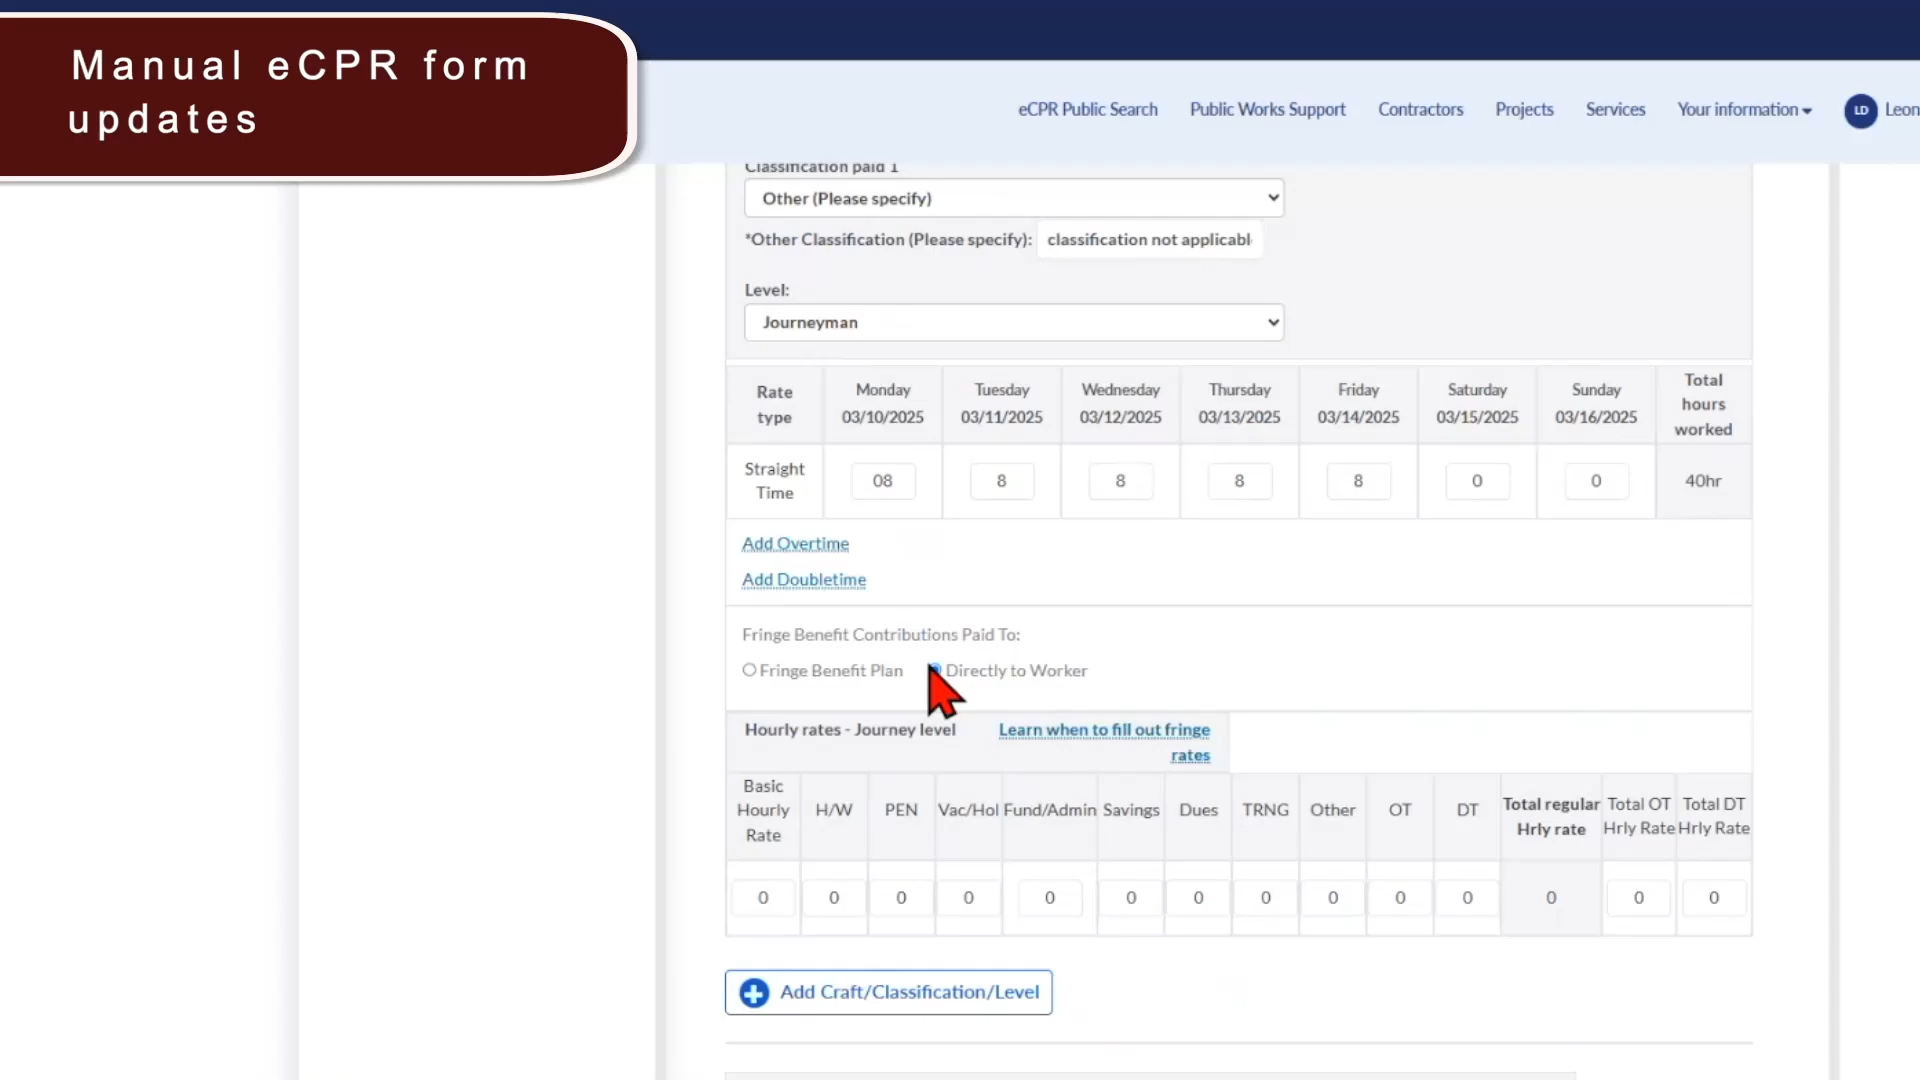 Manual eCPR form
updates
eCPR Public Search Public Works Support Contractors Projects Services Your information LD Leon
Classification paid 1
Other (Please specify)
*Other Classification (Please specify): classification not applicabl
Level:
Journeyman
Rate type Monday 03/10/2025 Tuesday 03/11/2025 Wednesday 03/12/2025 Thursday 03/13/2025 Friday 03/14/2025 Saturday 03/15/2025 Sunday 03/16/2025 Total hours worked
Straight Time 08 8 8 8 8 0 0 40hr
Add Overtime
Add Doubletime
Fringe Benefit Contributions Paid To:
Fringe Benefit Plan Directly to Worker
Hourly rates - Journey level Learn when to fill out fringe rates
Basic Hourly Rate H/W PEN Vac/Hol Fund/Admin Savings Dues TRNG Other OT DT Total regular Hrly rate Total OT Hrly Rate Total DT Hrly Rate
0 0 0 0 0 0 0 0 0 0 0 0 0 0
Add Craft/Classification/Level